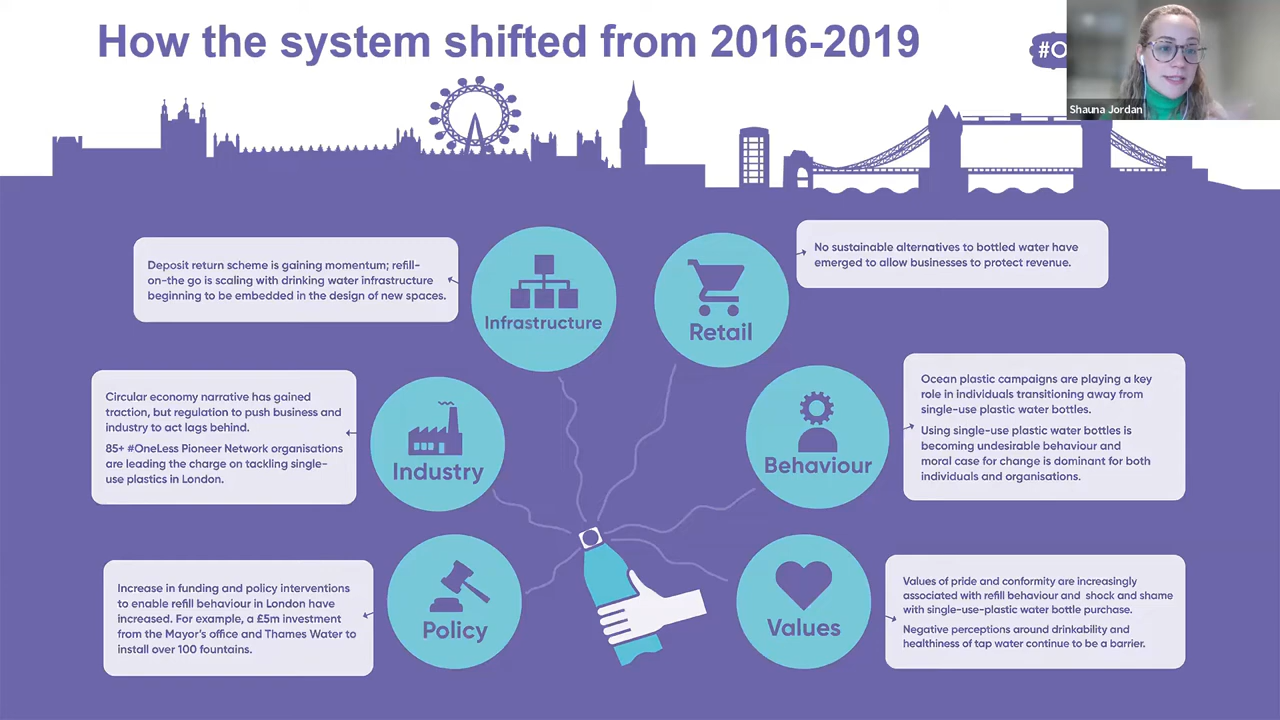 How the system shifted from 2016-2019
#O
Shauna Jordan
Deposit return scheme is gaining momentum; refill-
on-the go is scaling with drinking water infrastructure
beginning to be embedded in the design of new spaces.
Infrastructure
Retail
No sustainable alternatives to bottled water have
emerged to allow businesses to protect revenue.
Circular economy narrative has gained
traction, but regulation to push business and
industry to act lags behind.
85+ #OneLess Pioneer Network organisations
are leading the charge on tackling single-
use plastics in London.
Industry
Behaviour
Ocean plastic campaigns are playing a key
role in individuals transitioning away from
single-use plastic water bottles.
Using single-use plastic water bottles is
becoming undesirable behaviour and
moral case for change is dominant for both
individuals and organisations.
Increase in funding and policy interventions
to enable refill behaviour in London have
increased. For example, a £5m investment
from the Mayor's office and Thames Water to
install over 100 fountains.
Policy
Values
Values of pride and conformity are increasingly
associated with refill behaviour and shock and shame
with single-use-plastic water bottle purchase.
Negative perceptions around drinkability and
healthiness of tap water continue to be a barrier.